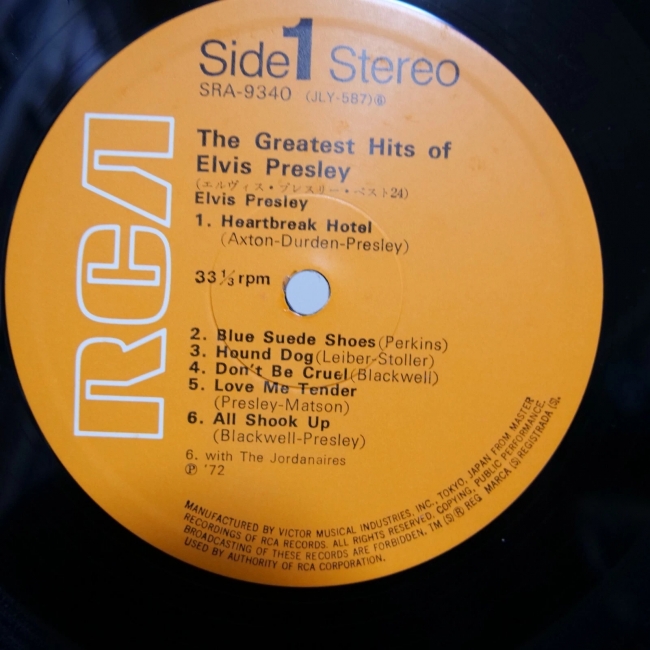 RCA
Side 1 Stereo
SRA-9340 (JLY-587)⑥
The Greatest Hits of
Elvis Presley
(エルヴィス・プレスリー・ベスト24)
Elvis Presley
1. Heartbreak Hotel
(Axton-Durden-Presley)
33⅓ rpm
2. Blue Suede Shoes (Perkins)
3. Hound Dog (Leiber-Stoller)
4. Don't Be Cruel (Blackwell)
5. Love Me Tender
(Presley-Matson)
6. All Shook Up
(Blackwell-Presley)
6. with The Jordanaires
Ⓟ '72
MANUFACTURED BY VICTOR MUSICAL INDUSTRIES, INC., TOKYO, JAPAN FROM MASTER
RECORDINGS OF RCA RECORDS. ALL RIGHTS RESERVED. COPYING, PUBLIC PERFORMANCE,
BROADCASTING OF THESE RECORDS ARE FORBIDDEN, TM(S)Ⓡ REG MARCA(S) REGISTRADA(S).
USED BY AUTHORITY OF RCA CORPORATION.